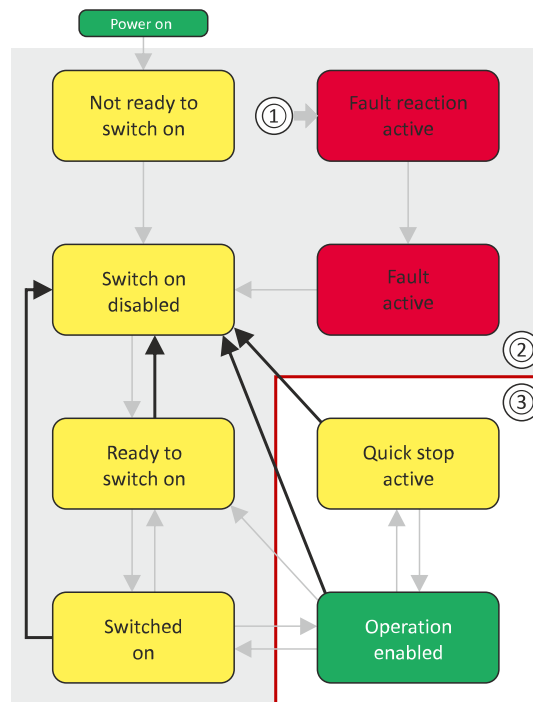 Power on
Not ready to
switch on
①
Fault reaction
active
Switch on
disabled
Fault
active
②
③
Ready to
switch on
Quick stop
active
Switched
on
Operation
enabled